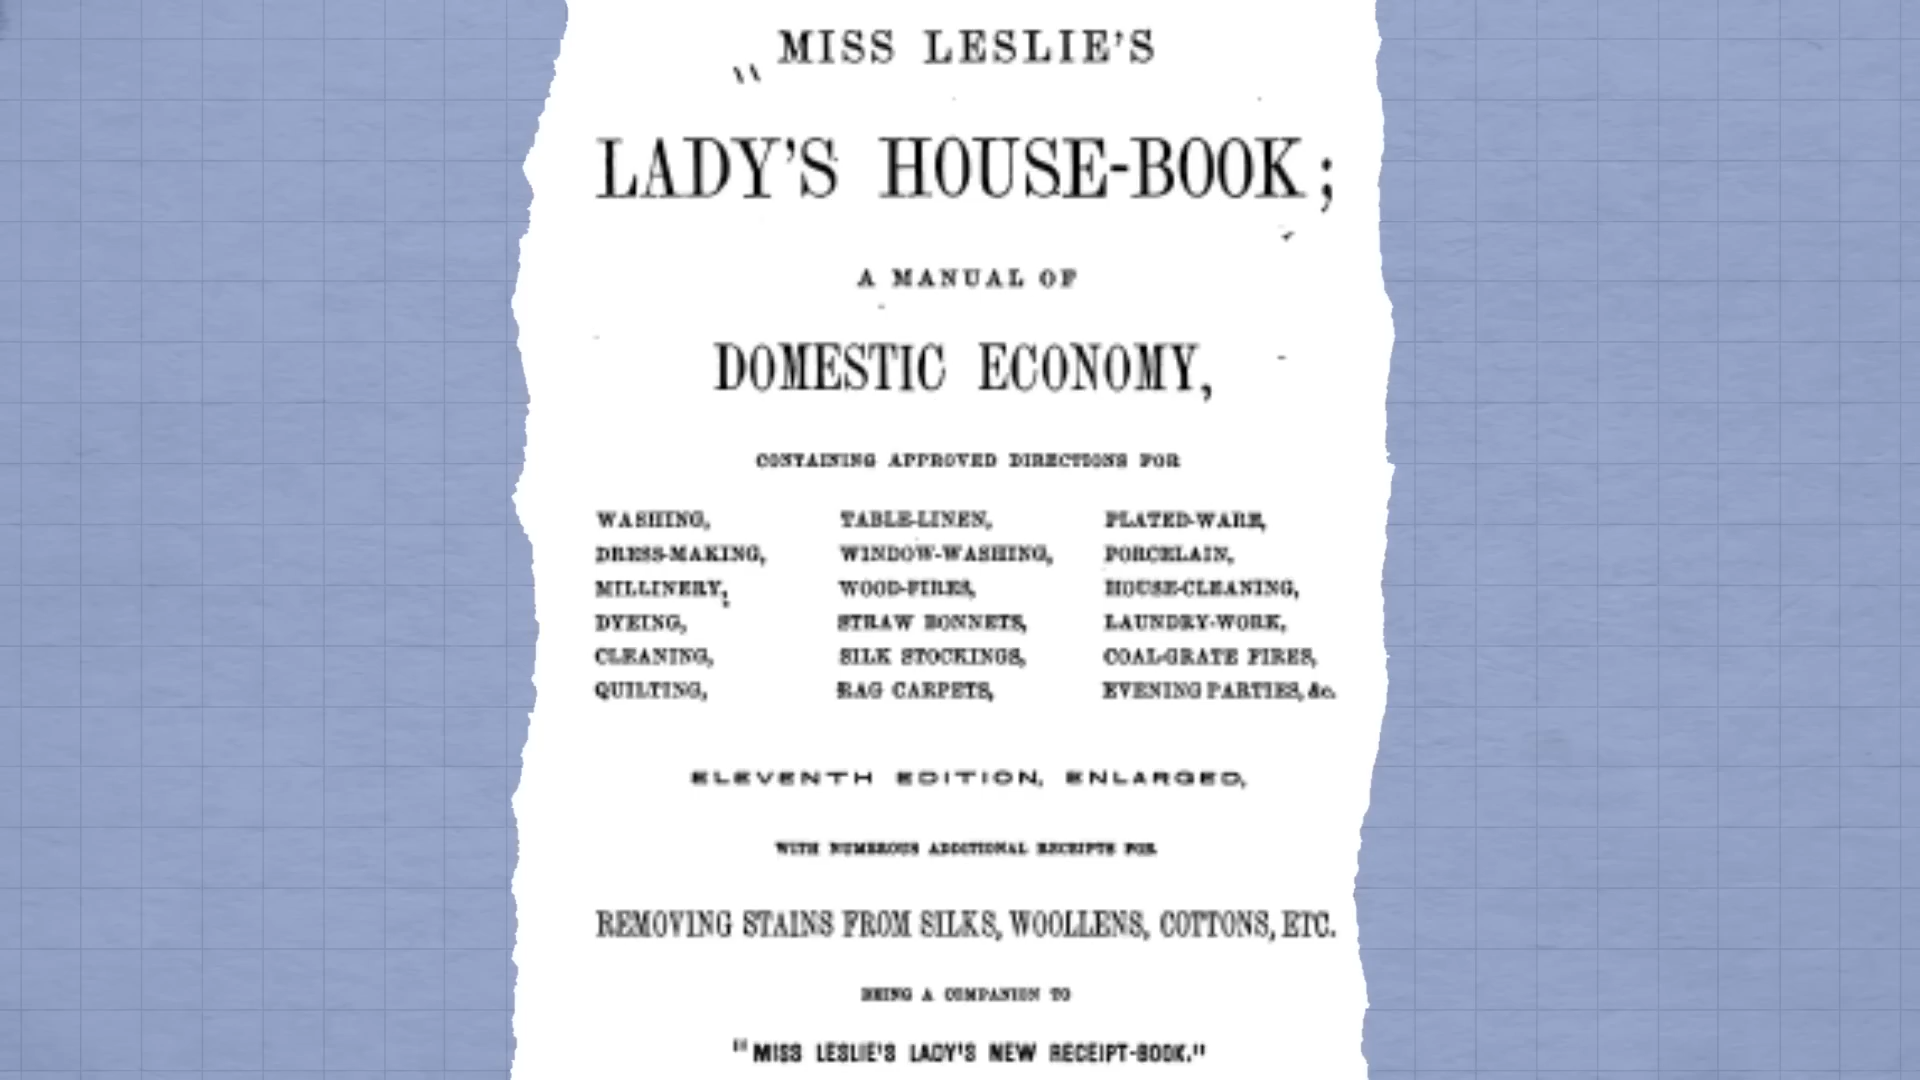 MISS LESLIE'S
LADY'S HOUSE-BOOK;
A MANUAL OF
DOMESTIC ECONOMY,
CONTAINING APPROVED DIRECTIONS FOR
WASHING, TABLE-LINEN, PLATED-WARE,
DRESS-MAKING, WINDOW-WASHING, PORCELAIN,
MILLINERY, WOOD-FIRES, HOUSE-CLEANING,
DYEING, STRAW BONNETS, LAUNDRY-WORK,
CLEANING, SILK STOCKINGS, COAL-GRATE FIRES,
QUILTING, RAG CARPETS, EVENING PARTIES, &c.
ELEVENTH EDITION, ENLARGED,
WITH NUMEROUS ADDITIONAL RECEIPTS FOR
REMOVING STAINS FROM SILKS, WOOLLENS, COTTONS, ETC.
BEING A COMPANION TO
"MISS LESLIE'S LADY'S NEW RECEIPT-BOOK."